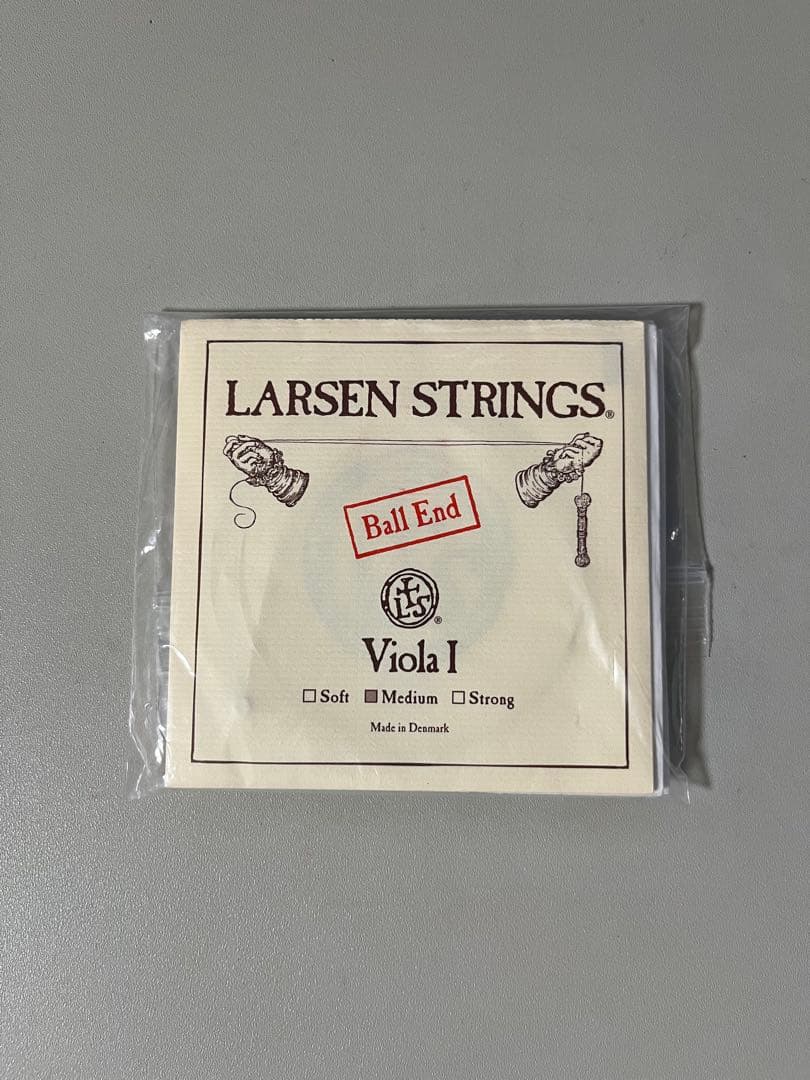 LARSEN STRINGS®
Ball End
LS®
Viola I
☐ Soft ■ Medium ☐ Strong
Made in Denmark